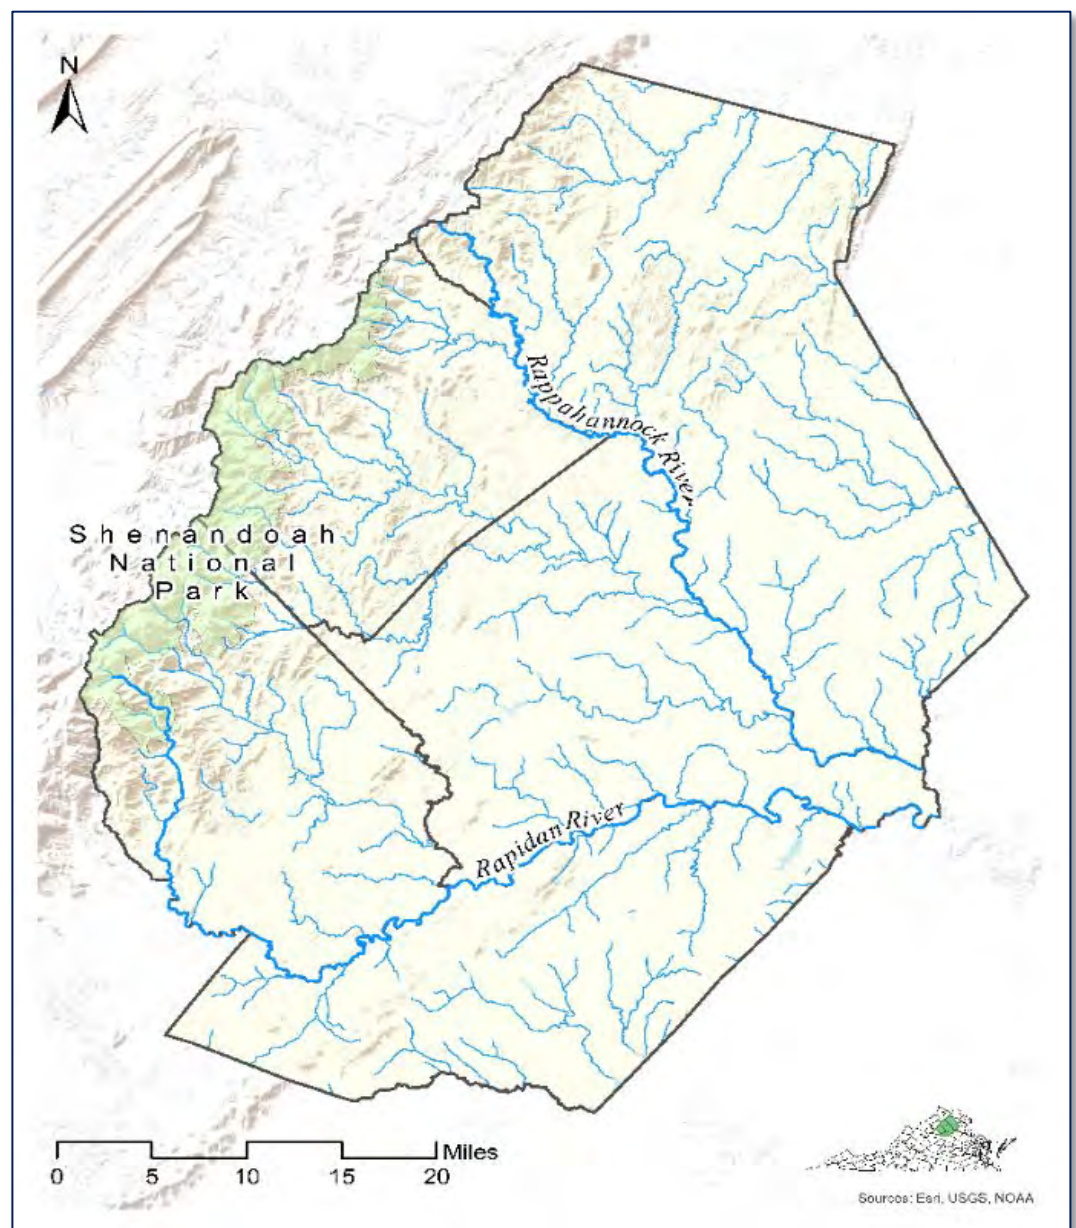 N
Rappahannock River
Shenandoah
National
Park
Rapidan River
Miles
0 5 10 15 20
Sources: Esri, USGS, NOAA